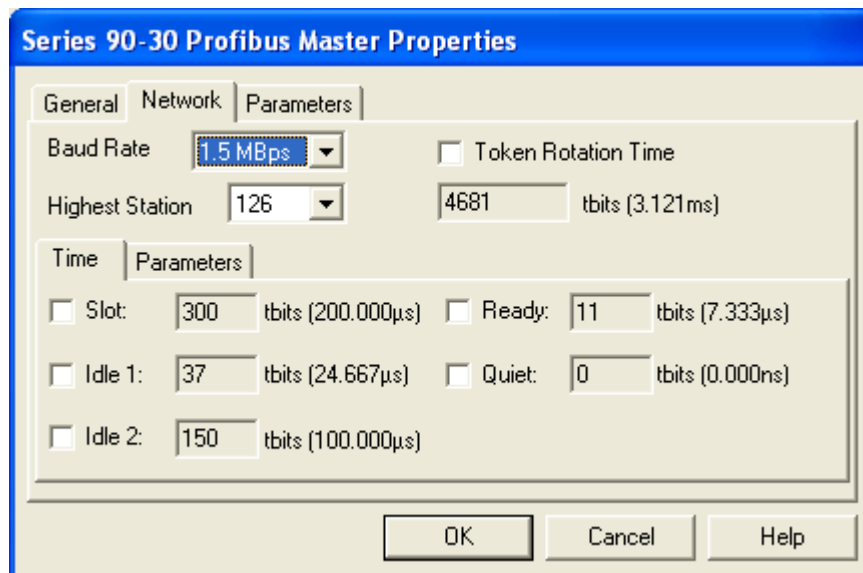 Series 90-30 Profibus Master Properties
General Network Parameters
Baud Rate 1.5 MBps Token Rotation Time
Highest Station 126 4681 tbits (3.121ms)
Time Parameters
Slot: 300 tbits (200.000µs) Ready: 11 tbits (7.333µs)
Idle 1: 37 tbits (24.667µs) Quiet: 0 tbits (0.000ns)
Idle 2: 150 tbits (100.000µs)
OK Cancel Help